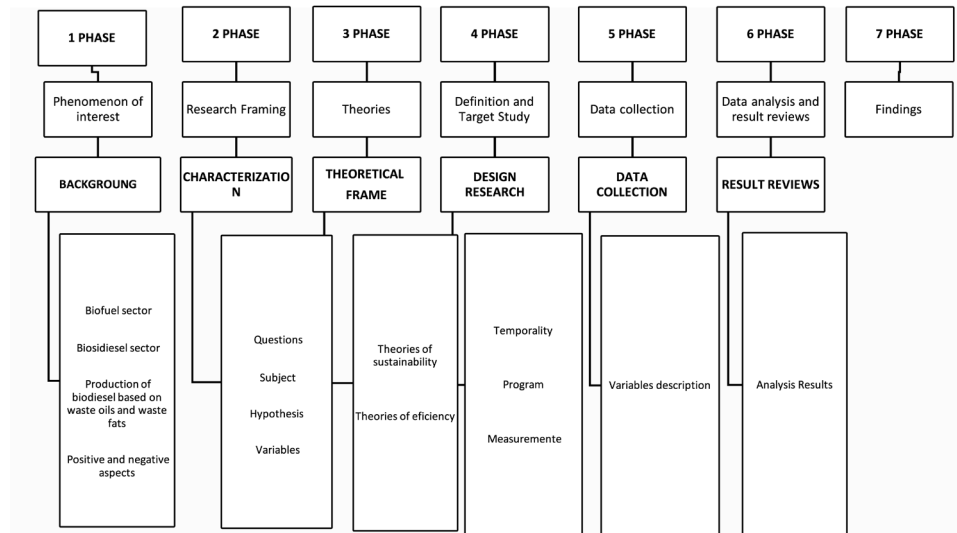 1 PHASE
2 PHASE
3 PHASE
4 PHASE
5 PHASE
6 PHASE
7 PHASE
Phenomenon of
interest
Research Framing
Theories
Definition and
Target Study
Data collection
Data analysis and
result reviews
Findings
BACKGROUNG
CHARACTERIZATIO
N
THEORETICAL
FRAME
DESIGN
RESEARCH
DATA
COLLECTION
RESULT REVIEWS
Biofuel sector
Biosidiesel sector
Production of
biodiesel based on
waste oils and waste
fats
Positive and negative
aspects
Questions
Subject
Hypothesis
Variables
Theories of
sustainability
Theories of eficiency
Temporality
Program
Measuremente
Variables description
Analysis Results